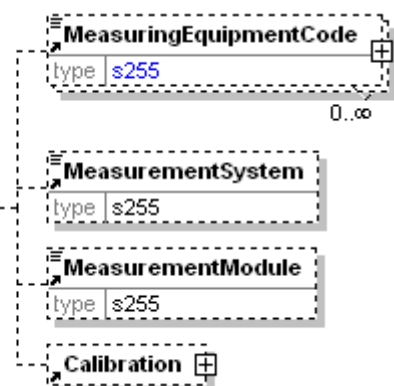 MeasuringEquipmentCode
type s255
0..∞
MeasurementSystem
type s255
MeasurementModule
type s255
Calibration